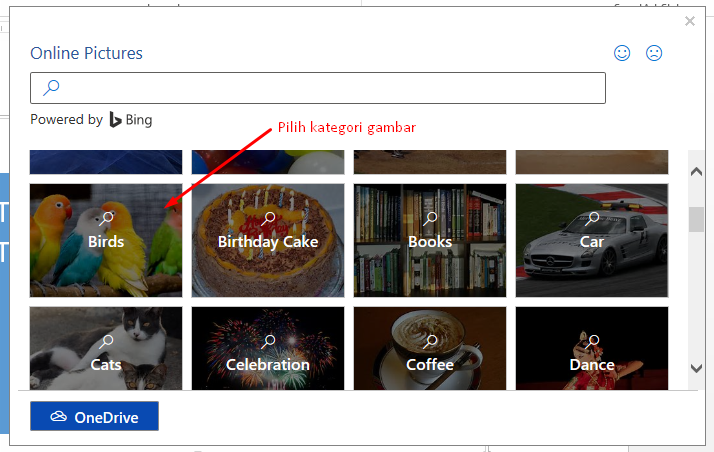 Online Pictures
Powered by Bing
Pilih kategori gambar
Birds
Birthday Cake
Books
Car
Cats
Celebration
Coffee
Dance
OneDrive